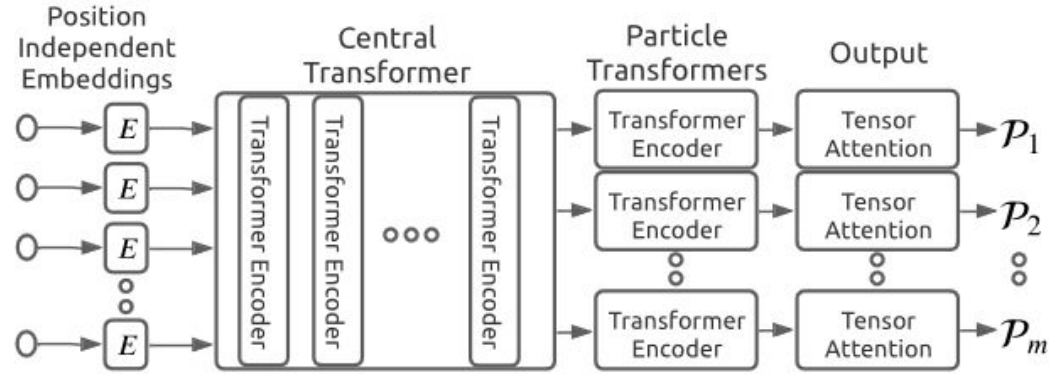 Position
Independent
Embeddings
Central
Transformer
Particle
Transformers
Output
E
E
E
E
Transformer Encoder
Transformer Encoder
Transformer Encoder
Transformer
Encoder
Tensor
Attention
𝒫1
Transformer
Encoder
Tensor
Attention
𝒫2
Transformer
Encoder
Tensor
Attention
𝒫m